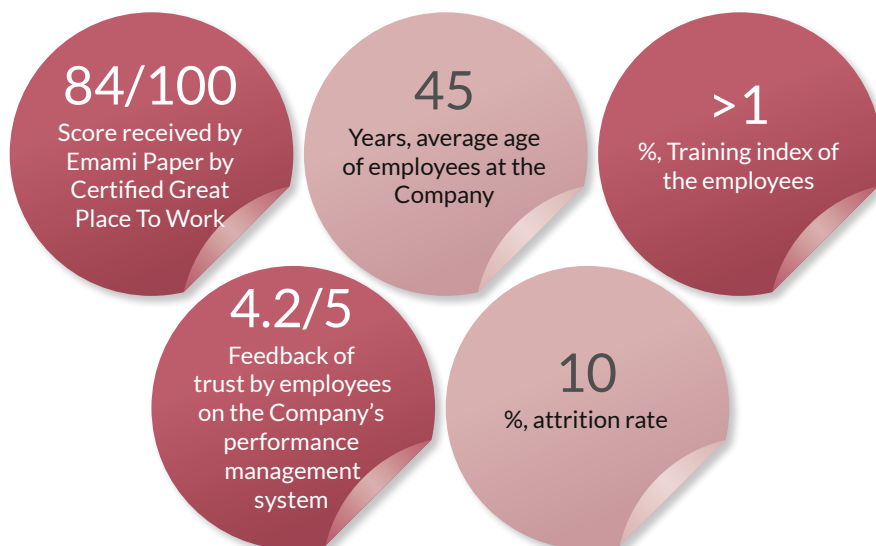 84/100
Score received by
Emami Paper by
Certified Great
Place To Work
45
Years, average age
of employees at the
Company
>1
%, Training index of
the employees
4.2/5
Feedback of
trust by employees
on the Company’s
performance
management
system
10
%, attrition rate